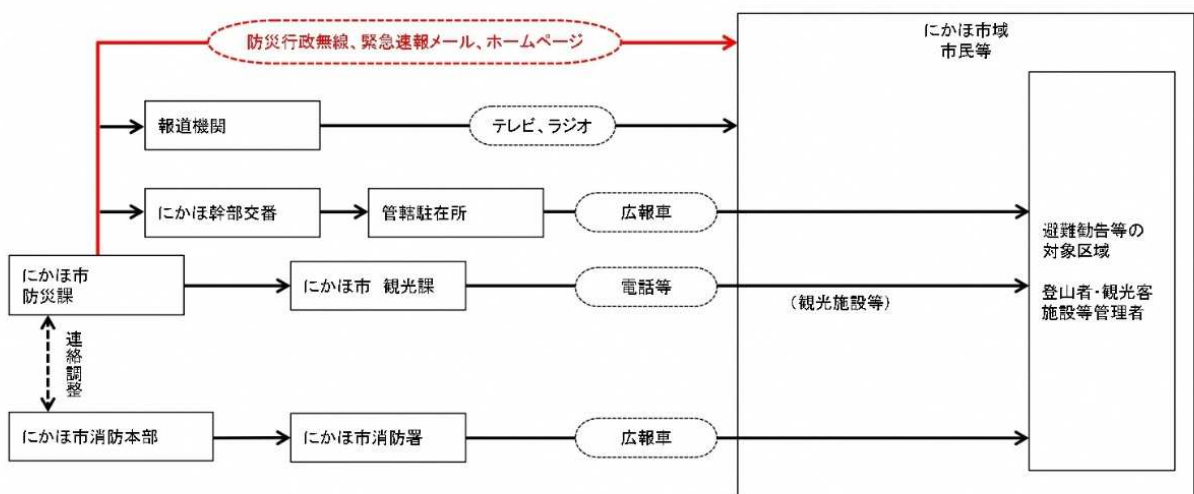 防災行政無線、緊急速報メール、ホームページ
にかほ市域
市民等
報道機関
テレビ、ラジオ
にかほ幹部交番
管轄駐在所
広報車
避難勧告等の
対象区域
登山者・観光客
施設等管理者
にかほ市
防災課
にかほ市 観光課
電話等
(観光施設等)
連絡調整
にかほ市消防本部
にかほ市消防署
広報車